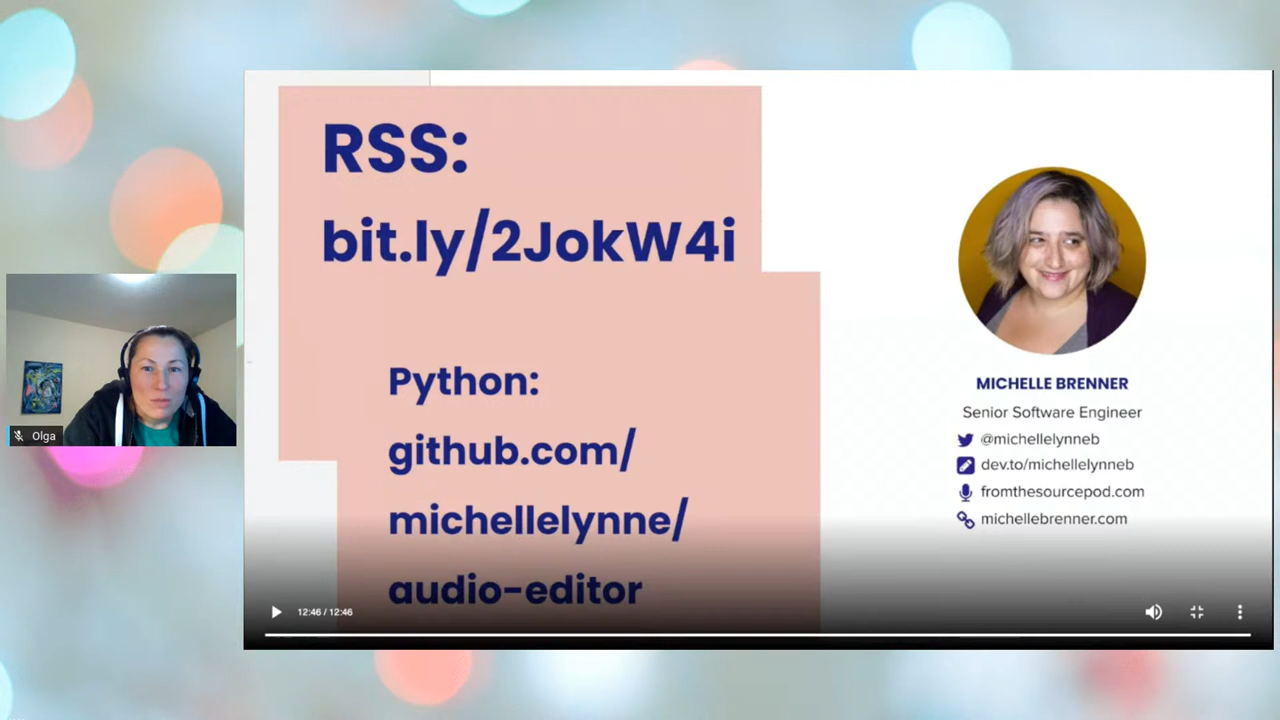 RSS:
bit.ly/2JokW4i
Python:
github.com/
michellelynne/
audio-editor
MICHELLE BRENNER
Senior Software Engineer
@michellelynneb
dev.to/michellelynneb
fromthesourcepod.com
michellebrenner.com
12:46 / 12:46
Olga